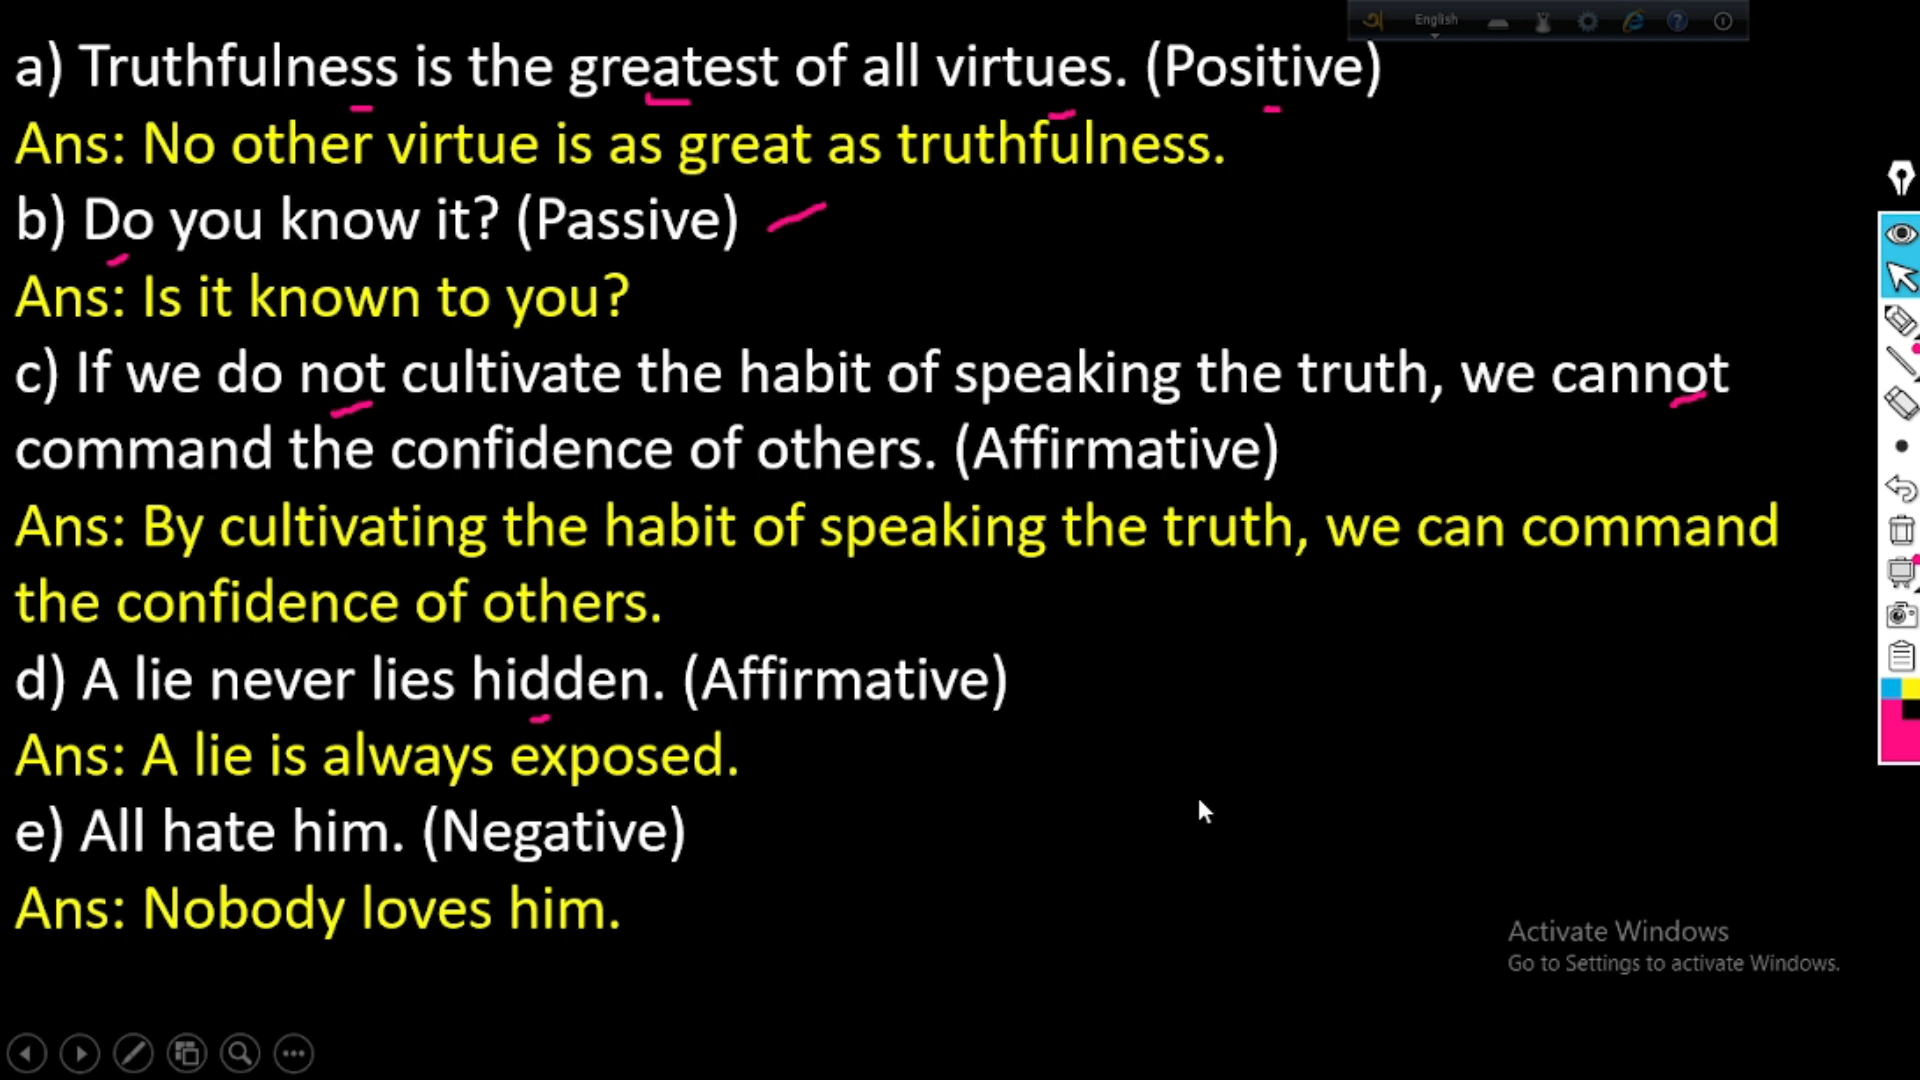 English
a) Truthfulness is the greatest of all virtues. (Positive)
Ans: No other virtue is as great as truthfulness.
b) Do you know it? (Passive)
Ans: Is it known to you?
c) If we do not cultivate the habit of speaking the truth, we cannot
command the confidence of others. (Affirmative)
Ans: By cultivating the habit of speaking the truth, we can command
the confidence of others.
d) A lie never lies hidden. (Affirmative)
Ans: A lie is always exposed.
e) All hate him. (Negative)
Ans: Nobody loves him.
Activate Windows
Go to Settings to activate Windows.